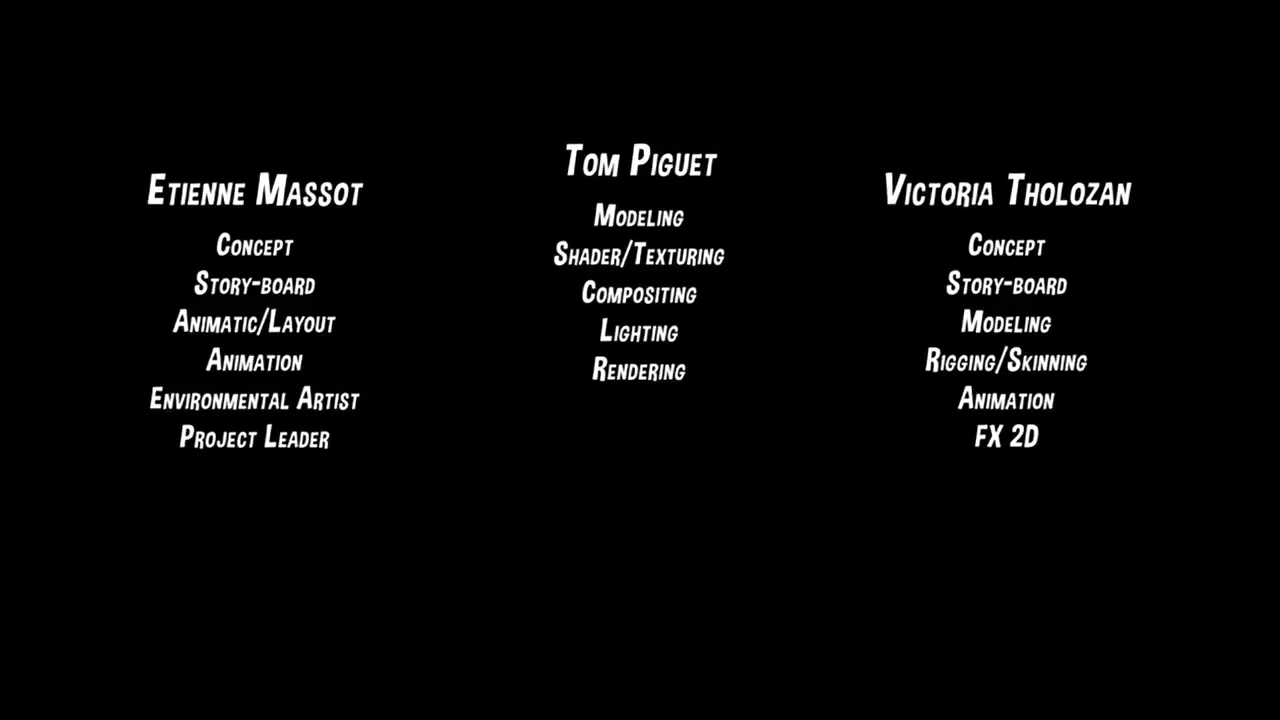 Etienne Massot
Concept
Story-board
Animatic/Layout
Animation
Environmental Artist
Project Leader
Tom Piguet
Modeling
Shader/Texturing
Compositing
Lighting
Rendering
Victoria Tholozan
Concept
Story-board
Modeling
Rigging/Skinning
Animation
FX 2D